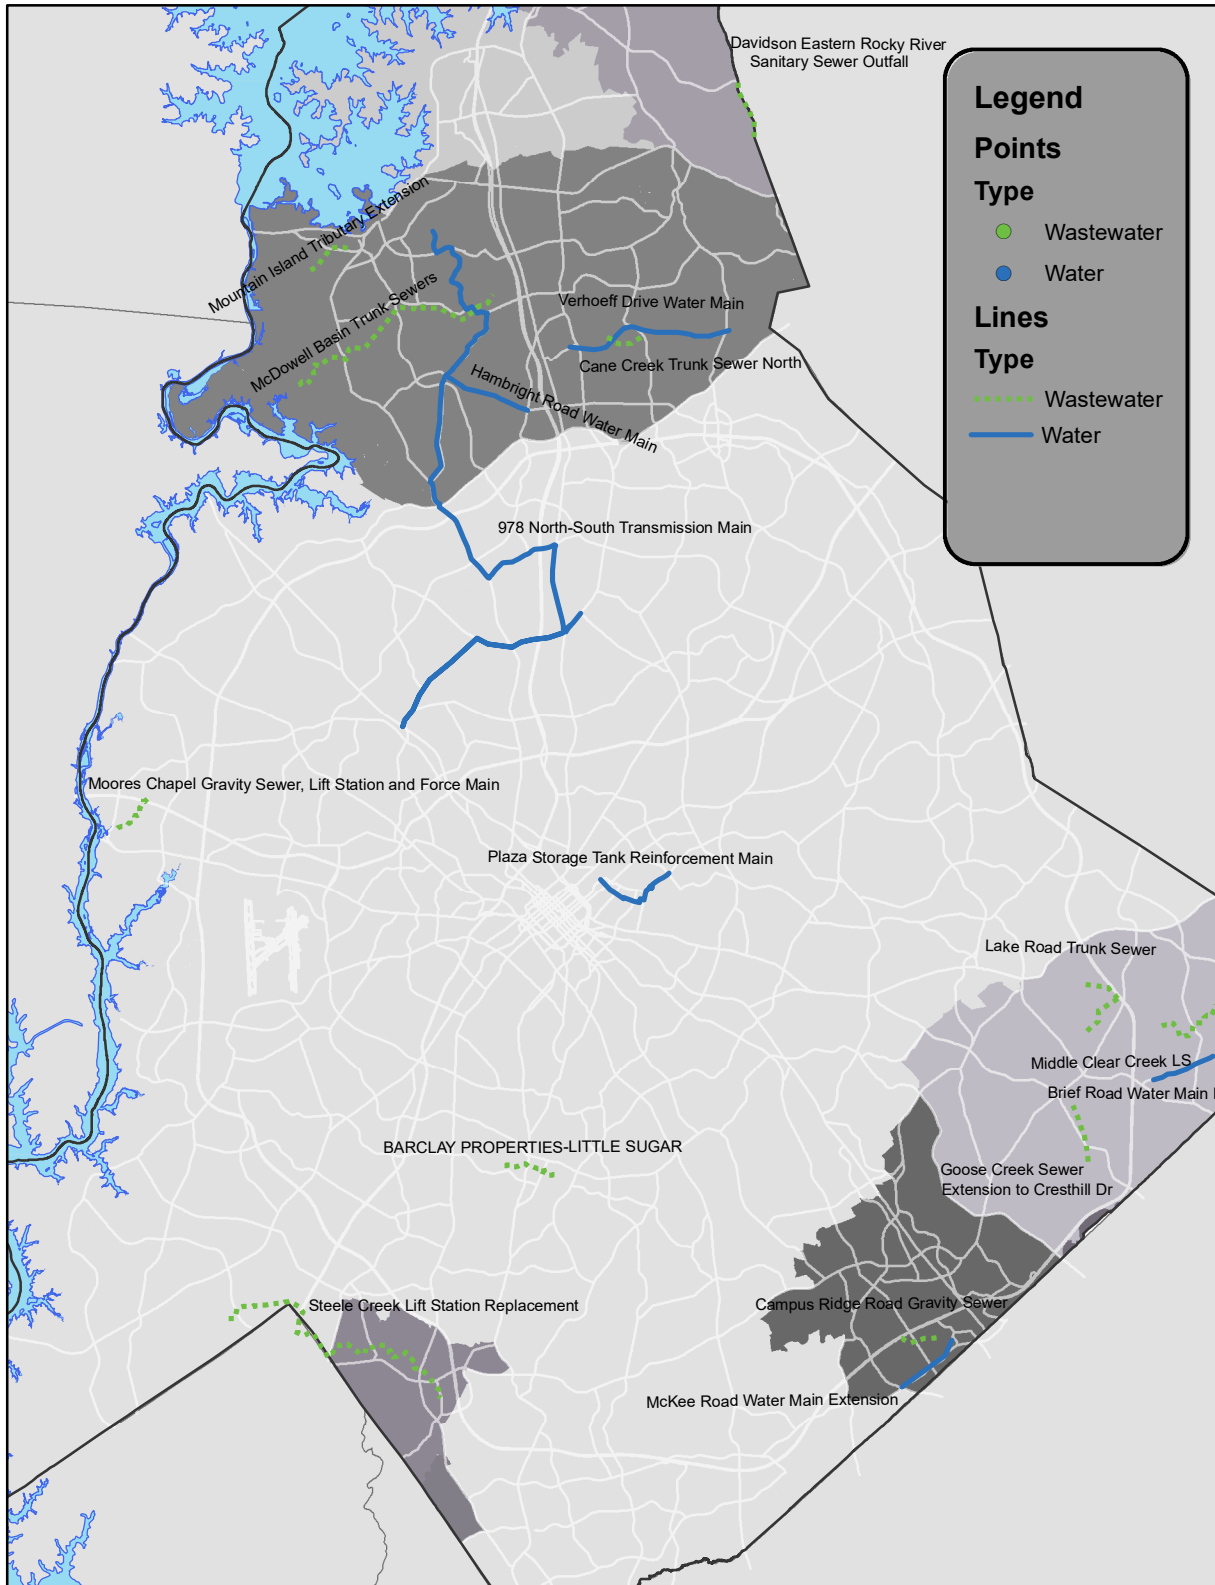 Davidson Eastern Rocky River
Sanitary Sewer Outfall
Legend
Points
Type
Wastewater
Water
Lines
Type
Wastewater
Water
Mountain Island Tributary Extension
McDowell Basin Trunk Sewers
Verhoeff Drive Water Main
Cane Creek Trunk Sewer North
Hambright Road Water Main
978 North-South Transmission Main
Moores Chapel Gravity Sewer, Lift Station and Force Main
Plaza Storage Tank Reinforcement Main
Lake Road Trunk Sewer
Middle Clear Creek LS
Brief Road Water Main
BARCLAY PROPERTIES-LITTLE SUGAR
Goose Creek Sewer
Extension to Cresthill Dr
Steele Creek Lift Station Replacement
Campus Ridge Road Gravity Sewer
McKee Road Water Main Extension